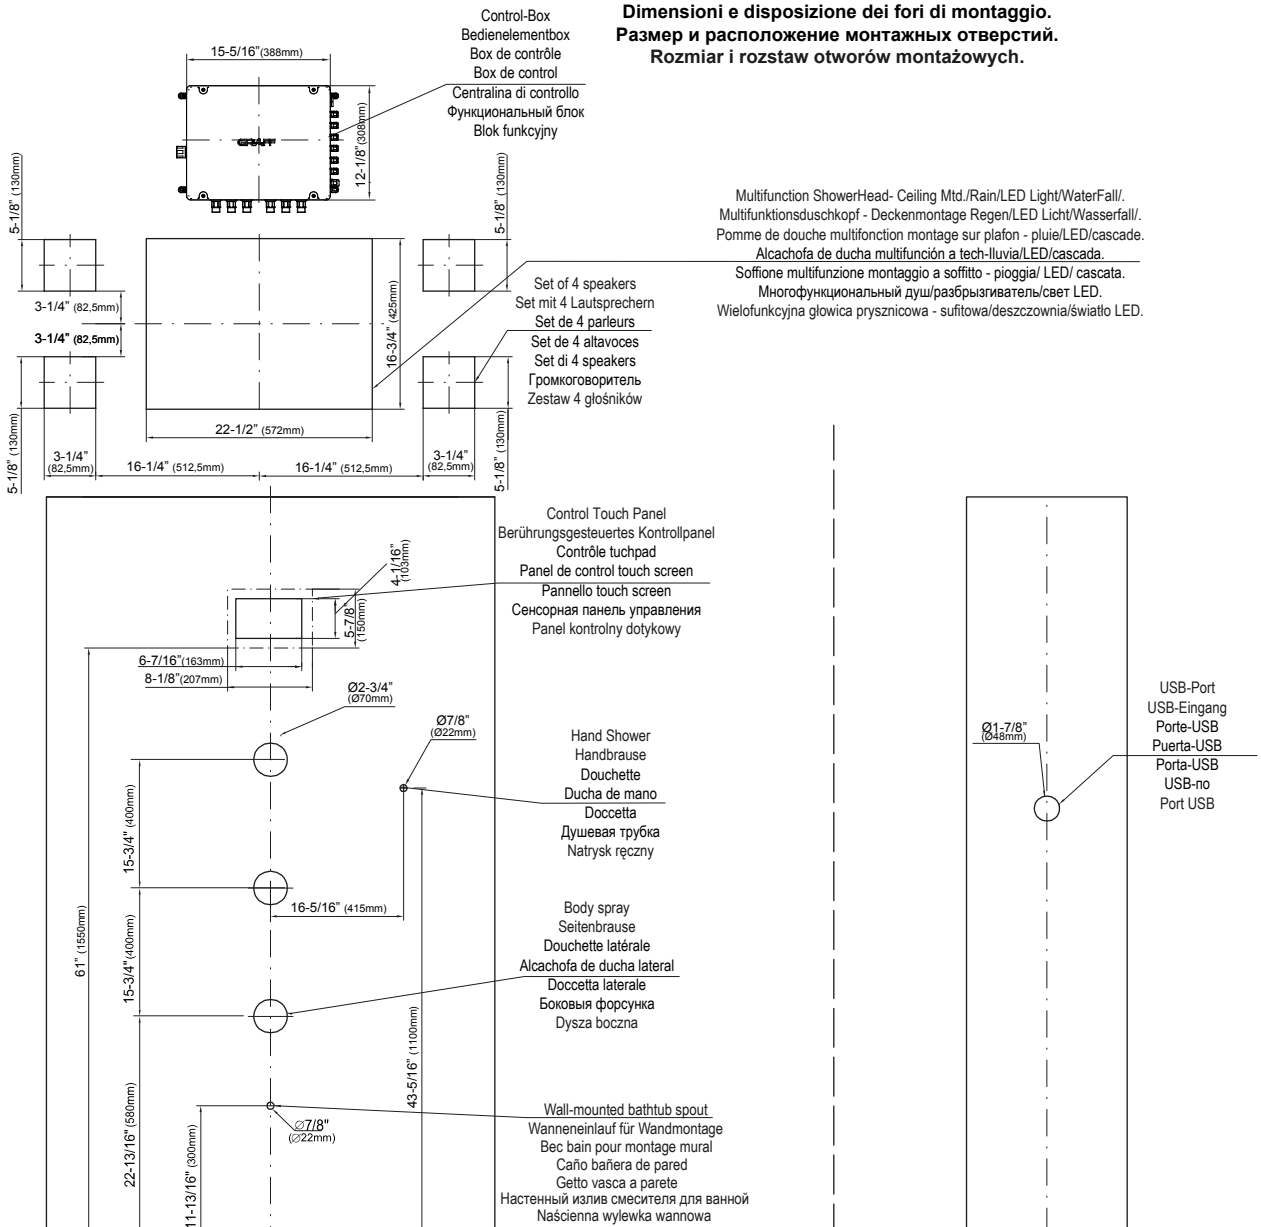 Dimensioni e disposizione dei fori di montaggio.
Размер и расположение монтажных отверстий.
Rozmiar i rozstaw otworów montażowych.
Control-Box
Bedienelementbox
Box de contrôle
Box de control
Centralina di controllo
Функциональный блок
Blok funkcyjny
15-5/16" (388mm)
12-1/8" (308mm)
GRAFF
5-1/8" (130mm)
5-1/8" (130mm)
3-1/4" (82,5mm)
3-1/4" (82,5mm)
16-3/4" (425mm)
22-1/2" (572mm)
5-1/8" (130mm)
5-1/8" (130mm)
3-1/4"
(82,5mm)
16-1/4" (512,5mm)
16-1/4" (512,5mm)
3-1/4"
(82,5mm)
Multifunction ShowerHead- Ceiling Mtd./Rain/LED Light/WaterFall/.
Multifunktionsduschkopf - Deckenmontage Regen/LED Licht/Wasserfall/.
Pomme de douche multifonction montage sur plafon - pluie/LED/cascade.
Alcachofa de ducha multifunción a tech-lluvia/LED/cascada.
Soffione multifunzione montaggio a soffitto - pioggia/ LED/ cascata.
Многофункциональный душ/разбрызгиватель/свет LED.
Wielofunkcyjna głowica prysznicowa - sufitowa/deszczownia/światło LED.
Set of 4 speakers
Set mit 4 Lautsprechern
Set de 4 parleurs
Set de 4 altavoces
Set di 4 speakers
Громкоговоритель
Zestaw 4 głośników
Control Touch Panel
Berührungsgesteuertes Kontrollpanel
Contrôle tuchpad
Panel de control touch screen
Pannello touch screen
Сенсорная панель управления
Panel kontrolny dotykowy
4-1/16"
(103mm)
5-7/8"
(150mm)
6-7/16" (163mm)
8-1/8" (207mm)
Ø2-3/4"
(Ø70mm)
Ø7/8"
(Ø22mm)
Hand Shower
Handbrause
Douchette
Ducha de mano
Doccetta
Душевая трубка
Natrysk ręczny
15-3/4" (400mm)
15-3/4" (400mm)
16-5/16" (415mm)
61" (1550mm)
Body spray
Seitenbrause
Douchette latérale
Alcachofa de ducha lateral
Doccetta laterale
Боковыя форсунка
Dysza boczna
43-5/16" (1100mm)
22-13/16" (580mm)
11-13/16" (300mm)
∅7/8"
(∅22mm)
Wall-mounted bathtub spout
Wanneneinlauf für Wandmontage
Bec bain pour montage mural
Caño bañera de pared
Getto vasca a parete
Настенный излив смесителя для ванной
Naścienna wylewka wannowa
Ø1-7/8"
(Ø48mm)
USB-Port
USB-Eingang
Porte-USB
Puerta-USB
Porta-USB
USB-по
Port USB